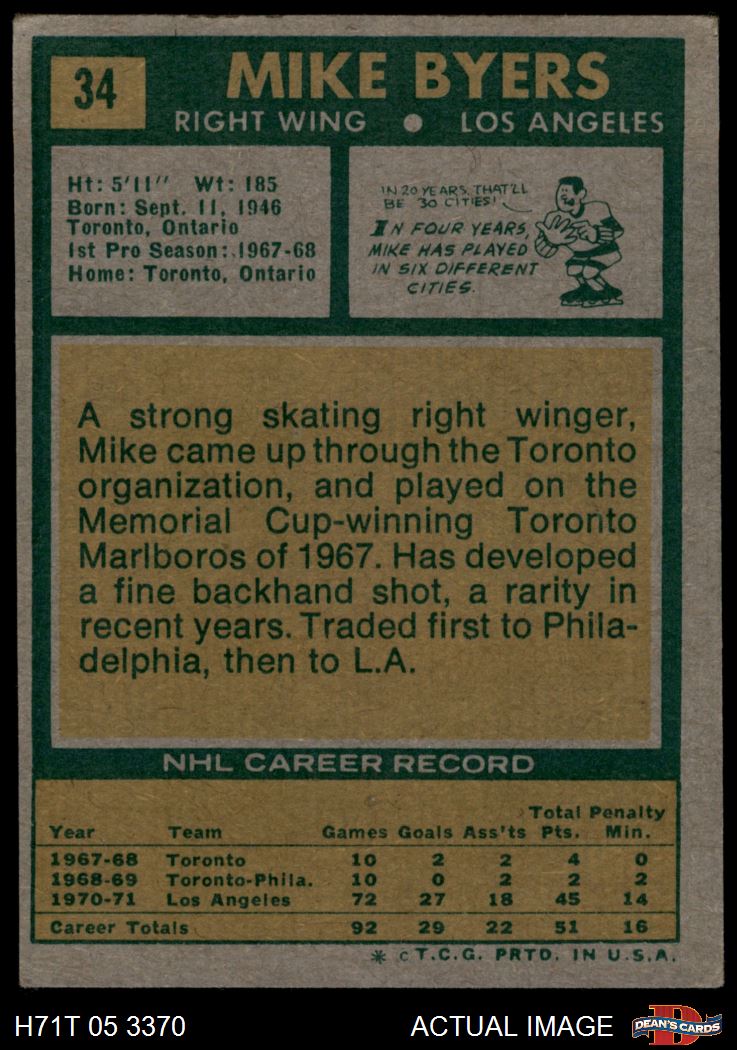 34
MIKE BYERS
RIGHT WING • LOS ANGELES
Ht: 5'11" Wt: 185
Born: Sept. 11, 1946
Toronto, Ontario
1st Pro Season: 1967-68
Home: Toronto, Ontario
IN 20 YEARS, THAT'LL
BE 30 CITIES!
IN FOUR YEARS,
MIKE HAS PLAYED
IN SIX DIFFERENT
CITIES.
A strong skating right winger,
Mike came up through the Toronto
organization, and played on the
Memorial Cup-winning Toronto
Marlboros of 1967. Has developed
a fine backhand shot, a rarity in
recent years. Traded first to Phila-
delphia, then to L.A.
NHL CAREER RECORD
Year Team Games Goals Ass'ts Total Pts. Penalty Min.
1967-68 Toronto 10 2 2 4 0
1968-69 Toronto-Phila. 10 0 2 2 2
1970-71 Los Angeles 72 27 18 45 14
Career Totals 92 29 22 51 16
* © T.C.G. PRTD. IN U.S.A.
H71T 05 3370 ACTUAL IMAGE
D
DEAN'S CARDS